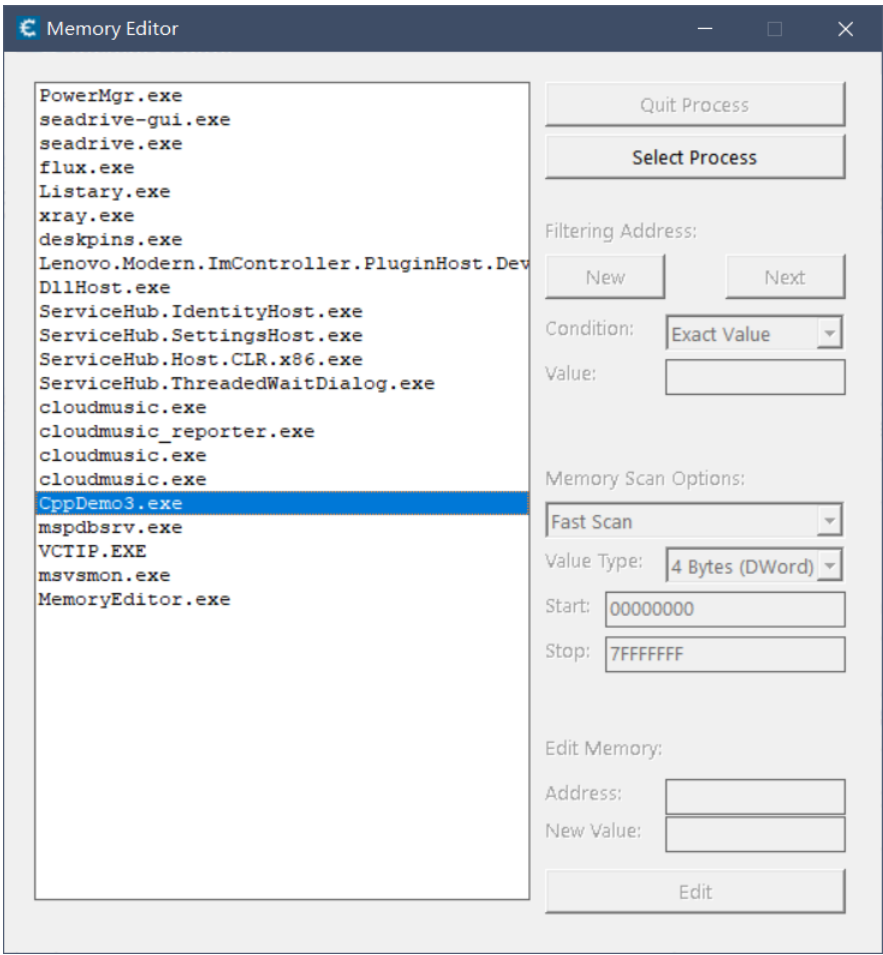 Memory Editor
PowerMgr.exe
seadrive-gui.exe
seadrive.exe
flux.exe
Listary.exe
xray.exe
deskpins.exe
Lenovo.Modern.ImController.PluginHost.Dev
DllHost.exe
ServiceHub.IdentityHost.exe
ServiceHub.SettingsHost.exe
ServiceHub.Host.CLR.x86.exe
ServiceHub.ThreadedWaitDialog.exe
cloudmusic.exe
cloudmusic_reporter.exe
cloudmusic.exe
cloudmusic.exe
CppDemo3.exe
mspdbsrv.exe
VCTIP.EXE
msvsmon.exe
MemoryEditor.exe
Quit Process
Select Process
Filtering Address:
New Next
Condition: Exact Value
Value:
Memory Scan Options:
Fast Scan
Value Type: 4 Bytes (DWord)
Start: 00000000
Stop: 7FFFFFFF
Edit Memory:
Address:
New Value:
Edit